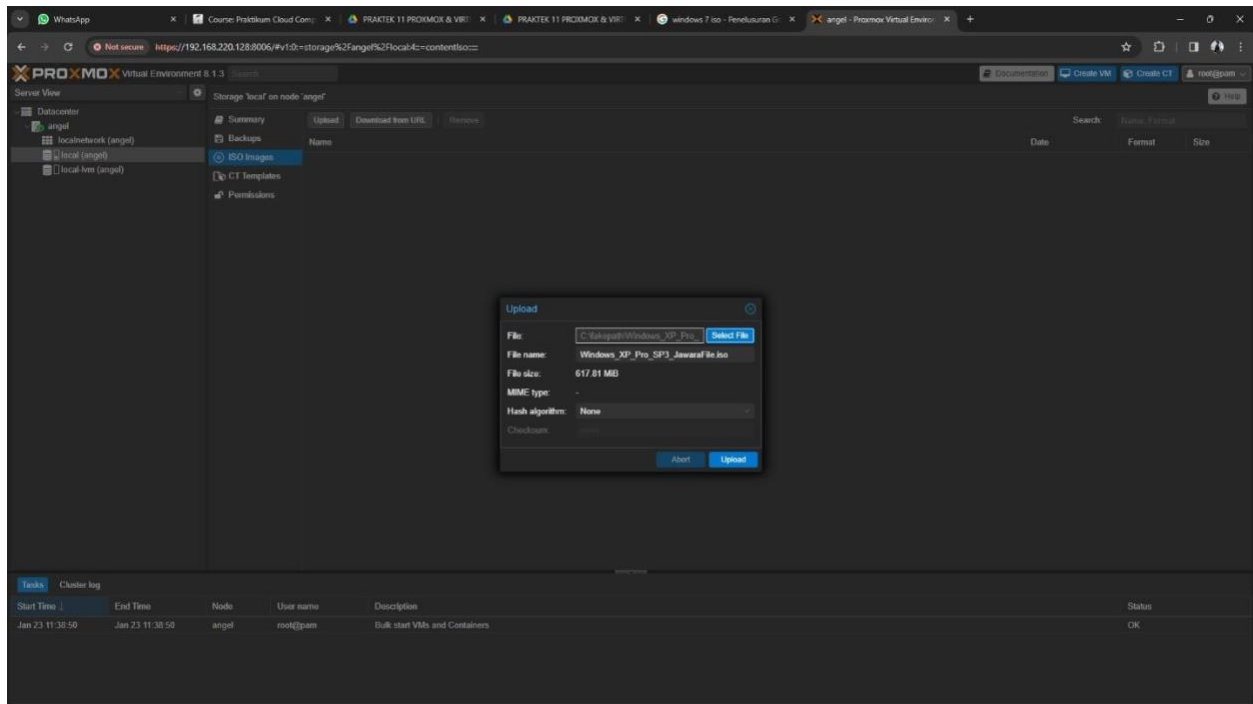 WhatsApp
Course: Praktikum Cloud Comp
PRAKTEK 11 PROXMOX & VIRT
PRAKTEK 11 PROXMOX & VIRT
windows 7 iso - Penelusuran G
angel - Proxmox Virtual Enviro
Not secure https://192.168.220.128:8006/#v1:0:=storage%2Fangel%2Flocal:4:=contentIso::::
PROXMOX Virtual Environment 8.1.3 Search
Documentation Create VM Create CT root@pam
Server View
Storage 'local' on node 'angel'
Help
Datacenter
angel
localnetwork (angel)
local (angel)
local-lvm (angel)
Summary
Backups
ISO Images
CT Templates
Permissions
Upload Download from URL Remove
Search: Name, Format
Name Date Format Size
Upload
File: C:\fakepath\Windows_XP_Pro_ Select File
File name: Windows_XP_Pro_SP3_JawaraFile.iso
File size: 617.81 MiB
MIME type: -
Hash algorithm: None
Checksum:
Abort Upload
Tasks Cluster log
Start Time ↓ End Time Node User name Description Status
Jan 23 11:38:50 Jan 23 11:38:50 angel root@pam Bulk start VMs and Containers OK